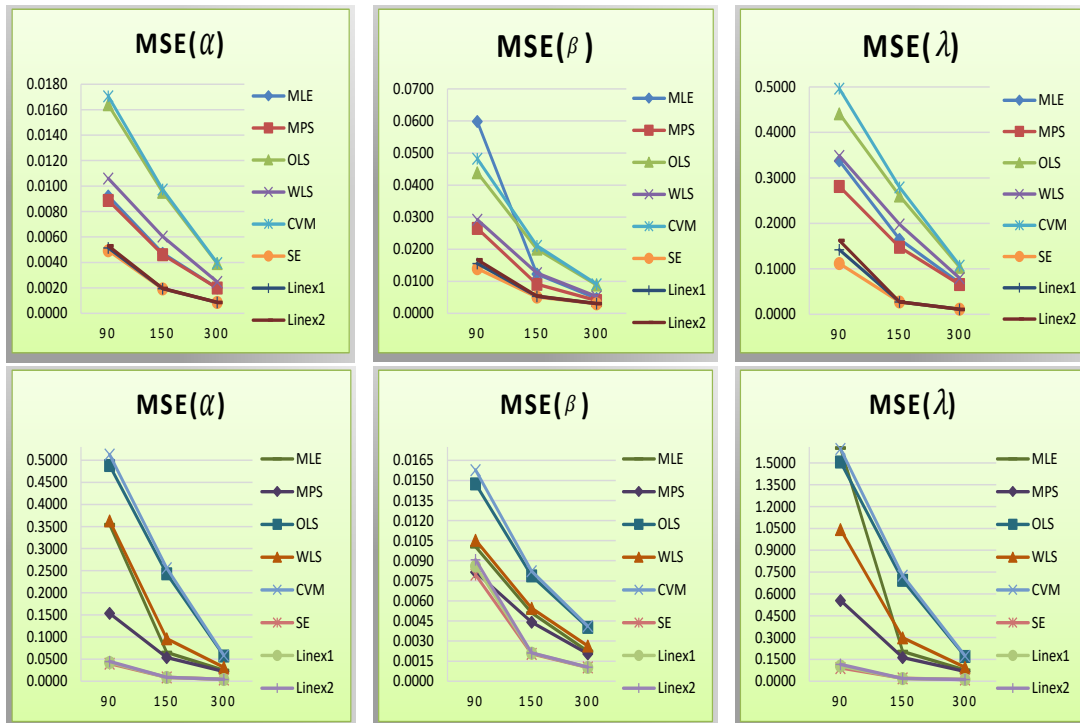 MSE(α)
0.0180
0.0160
0.0140
0.0120
0.0100
0.0080
0.0060
0.0040
0.0020
0.0000
90 150 300
MLE
MPS
OLS
WLS
CVM
SE
Linex1
Linex2
MSE(β)
0.0700
0.0600
0.0500
0.0400
0.0300
0.0200
0.0100
0.0000
90 150 300
MLE
MPS
OLS
WLS
CVM
SE
Linex1
Linex2
MSE(λ)
0.5000
0.4000
0.3000
0.2000
0.1000
0.0000
90 150 300
MLE
MPS
OLS
WLS
CVM
SE
Linex1
Linex2
MSE(α)
0.5000
0.4500
0.4000
0.3500
0.3000
0.2500
0.2000
0.1500
0.1000
0.0500
0.0000
90 150 300
MLE
MPS
OLS
WLS
CVM
SE
Linex1
Linex2
MSE(β)
0.0165
0.0150
0.0135
0.0120
0.0105
0.0090
0.0075
0.0060
0.0045
0.0030
0.0015
0.0000
90 150 300
MLE
MPS
OLS
WLS
CVM
SE
Linex1
Linex2
MSE(λ)
1.5000
1.3500
1.2000
1.0500
0.9000
0.7500
0.6000
0.4500
0.3000
0.1500
0.0000
90 150 300
MLE
MPS
OLS
WLS
CVM
SE
Linex1
Linex2